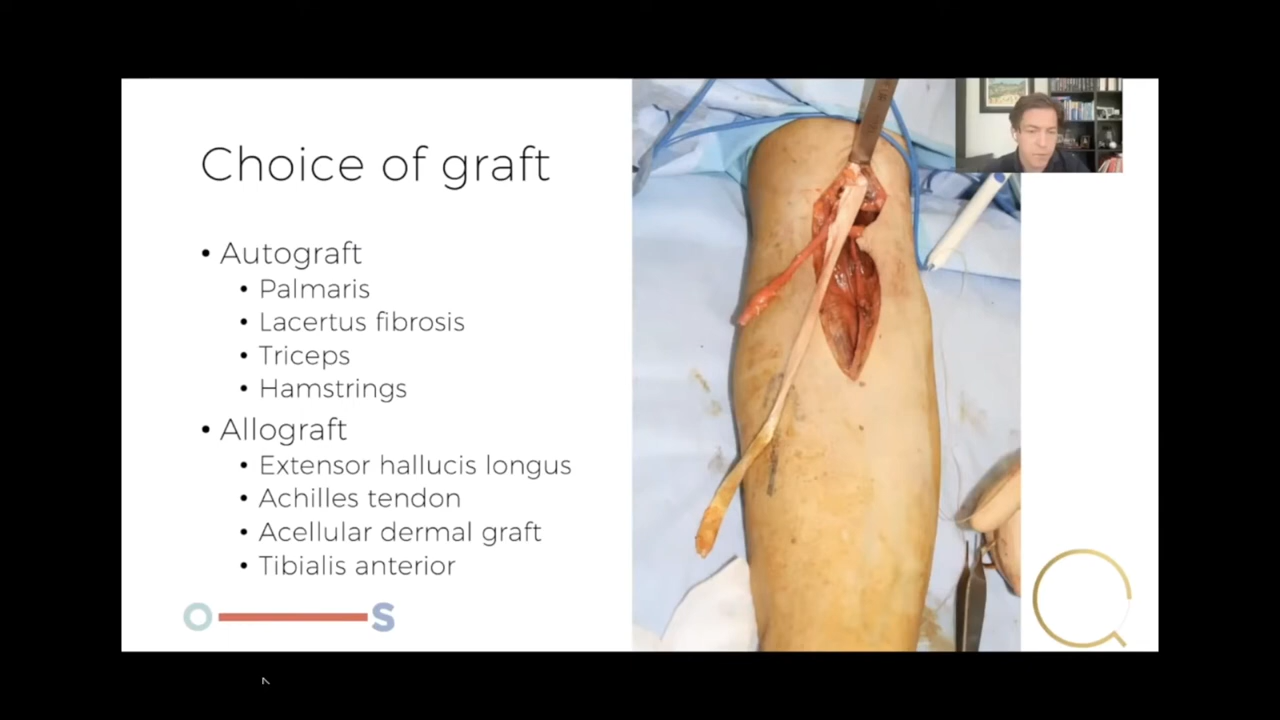 Choice of graft
• Autograft
• Palmaris
• Lacertus fibrosis
• Triceps
• Hamstrings
• Allograft
• Extensor hallucis longus
• Achilles tendon
• Acellular dermal graft
• Tibialis anterior
O S